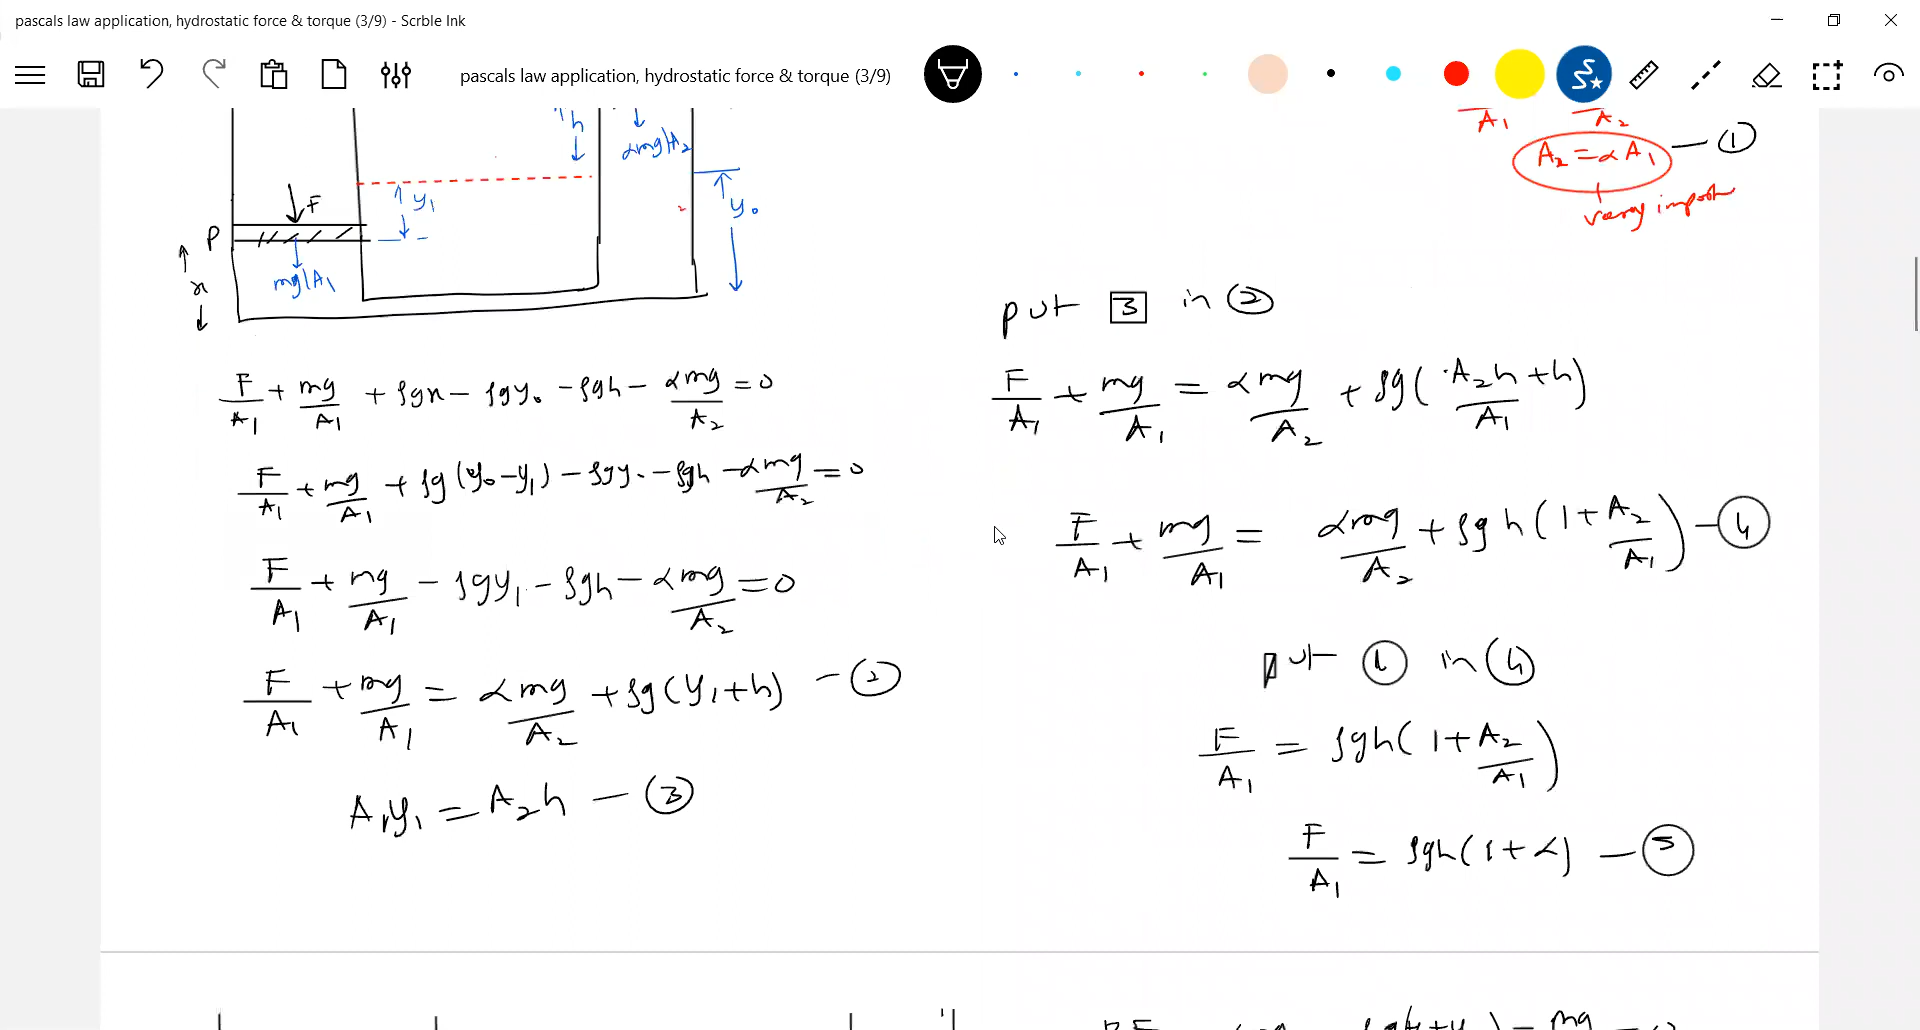 pascals law application, hydrostatic force & torque (3/9) - Scrble Ink
pascals law application, hydrostatic force & torque (3/9)
h
αmg/A₂
F
y₁
y₀
P
mg/A₁
x
A₁ A₂
A₂ = αA₁ — ①
very import
F/A₁ + mg/A₁ + ρgx - ρgy₀ - ρgh - αmg/A₂ = 0
F/A₁ + mg/A₁ + ρg(y₀-y₁) - ρgy₀ - ρgh - αmg/A₂ = 0
F/A₁ + mg/A₁ - ρgy₁ - ρgh - αmg/A₂ = 0
F/A₁ + mg/A₁ = αmg/A₂ + ρg(y₁+h) — ②
A₁y₁ = A₂h — ③
put 3 in ②
F/A₁ + mg/A₁ = αmg/A₂ + ρg(A₂h/A₁ + h)
F/A₁ + mg/A₁ = αmg/A₂ + ρgh(1 + A₂/A₁) — ④
put ① in ④
F/A₁ = ρgh(1 + A₂/A₁)
F/A₁ = ρgh(1+α) — ⑤